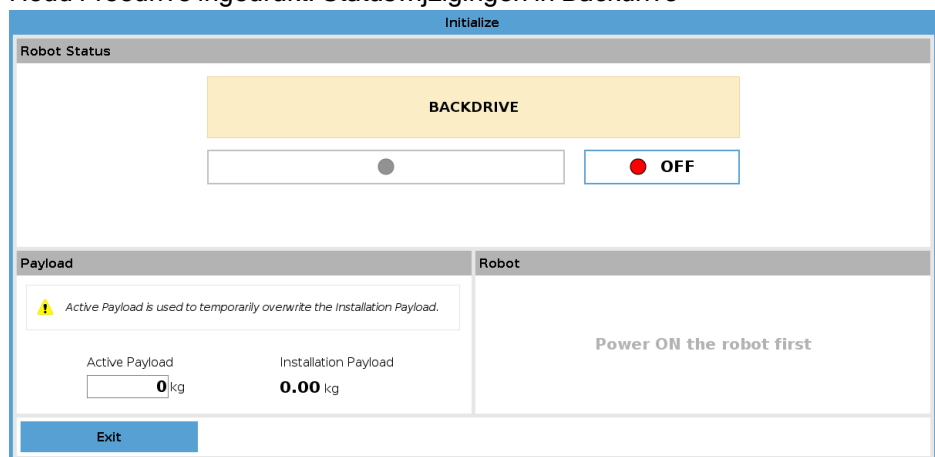 Initialize
Robot Status
BACKDRIVE
OFF
Payload
Robot
Active Payload is used to temporarily overwrite the Installation Payload.
Power ON the robot first
Active Payload
Installation Payload
0 kg
0.00 kg
Exit